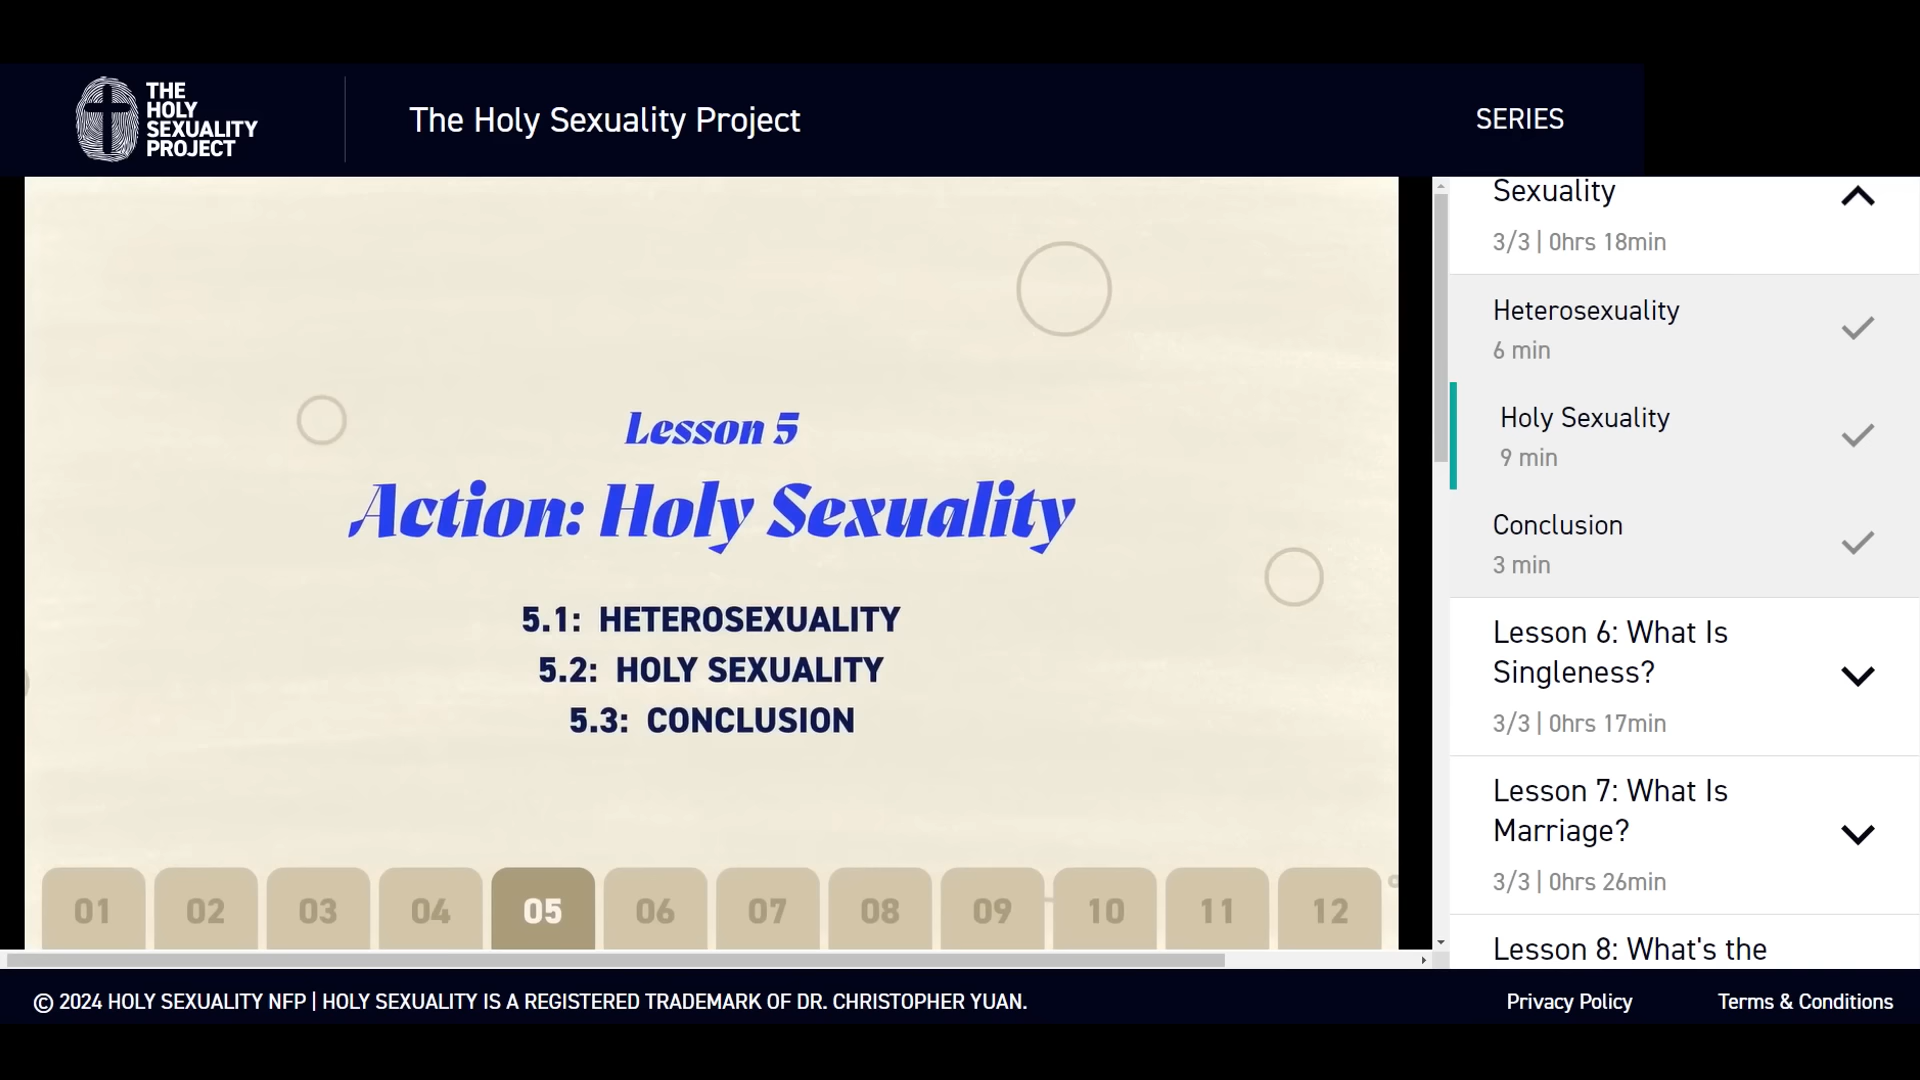 THE
HOLY
SEXUALITY
PROJECT
The Holy Sexuality Project
SERIES
Lesson 5
Action: Holy Sexuality
5.1: HETEROSEXUALITY
5.2: HOLY SEXUALITY
5.3: CONCLUSION
01 02 03 04 05 06 07 08 09 10 11 12
Sexuality
3/3 | 0hrs 18min
Heterosexuality
6 min
Holy Sexuality
9 min
Conclusion
3 min
Lesson 6: What Is
Singleness?
3/3 | 0hrs 17min
Lesson 7: What Is
Marriage?
3/3 | 0hrs 26min
Lesson 8: What's the
© 2024 HOLY SEXUALITY NFP | HOLY SEXUALITY IS A REGISTERED TRADEMARK OF DR. CHRISTOPHER YUAN.
Privacy Policy
Terms & Conditions